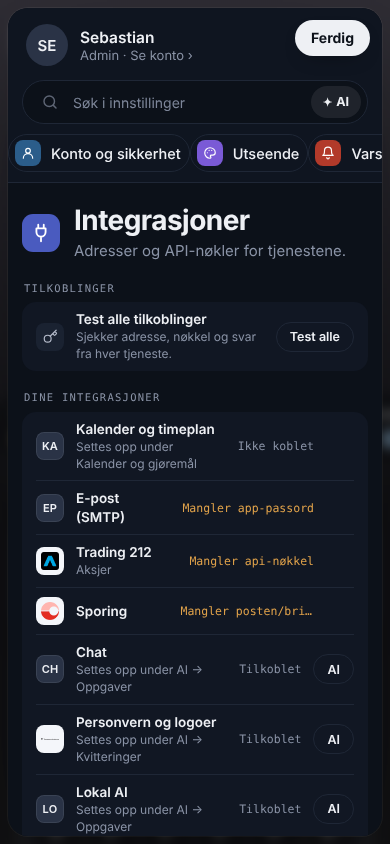 SE
Sebastian
Admin · Se konto ›
Ferdig
Søk i innstillinger
AI
Konto og sikkerhet
Utseende
Vars
Integrasjoner
Adresser og API-nøkler for tjenestene.
TILKOBLINGER
Test alle tilkoblinger
Sjekker adresse, nøkkel og svar
fra hver tjeneste.
Test alle
DINE INTEGRASJONER
KA
Kalender og timeplan
Settes opp under
Kalender og gjøremål
Ikke koblet
EP
E-post
(SMTP)
Mangler app-passord
Trading 212
Aksjer
Mangler api-nøkkel
Sporing
Mangler posten/bri…
CH
Chat
Settes opp under AI →
Oppgaver
Tilkoblet
AI
Personvern og logoer
Settes opp under AI →
Kvitteringer
Tilkoblet
AI
LO
Lokal AI
Settes opp under AI →
Oppgaver
Tilkoblet
AI